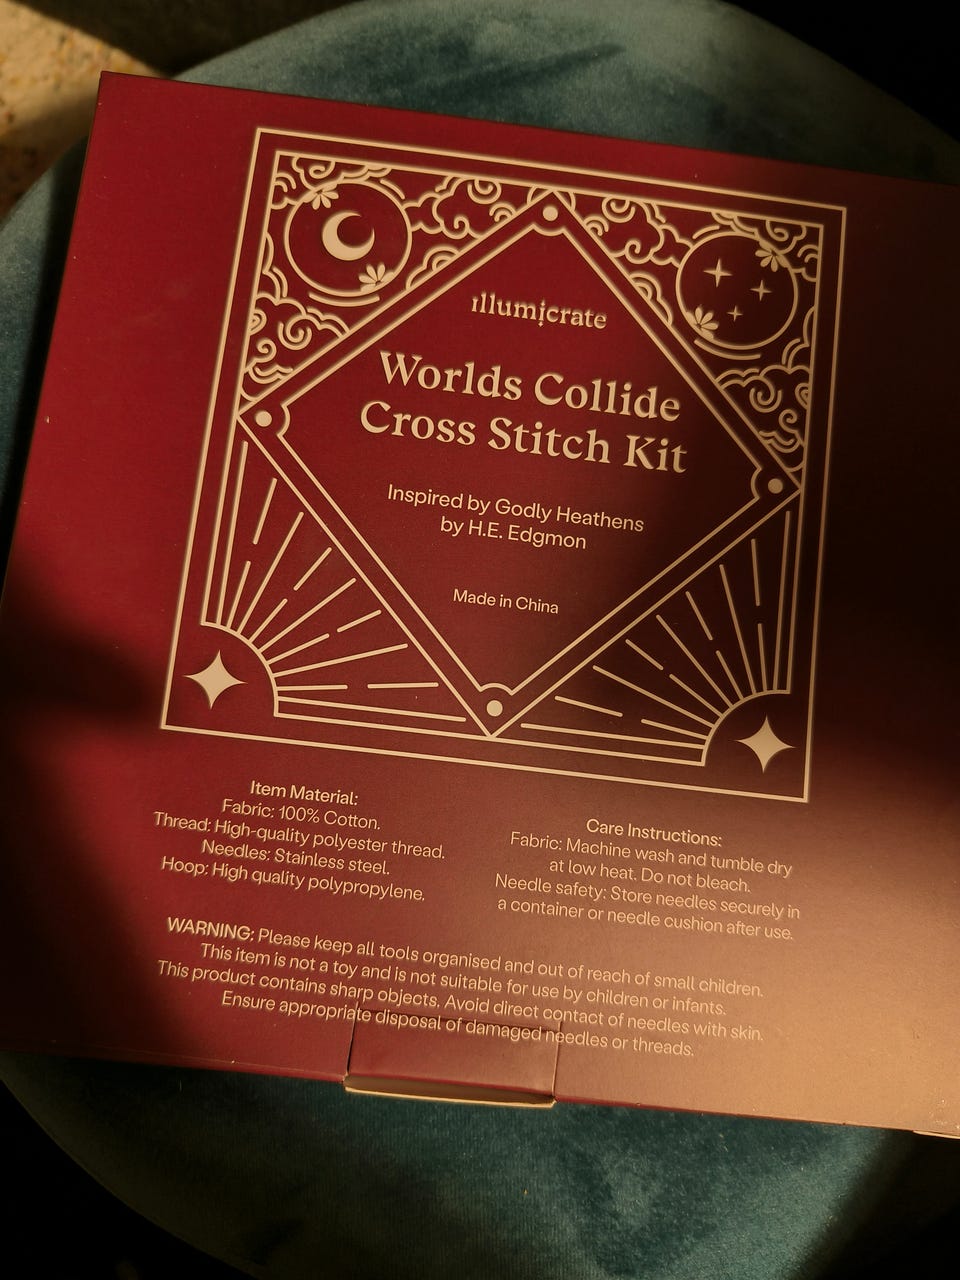 illumicrate
Worlds Collide
Cross Stitch Kit
Inspired by Godly Heathens
by H.E. Edgmon
Made in China
Item Material:
Fabric: 100% Cotton.
Thread: High-quality polyester thread.
Needles: Stainless steel.
Hoop: High quality polypropylene.
Care Instructions:
Fabric: Machine wash and tumble dry
at low heat. Do not bleach.
Needle safety: Store needles securely in
a container or needle cushion after use.
WARNING: Please keep all tools organised and out of reach of small children.
This item is not a toy and is not suitable for use by children or infants.
This product contains sharp objects. Avoid direct contact of needles with skin.
Ensure appropriate disposal of damaged needles or threads.